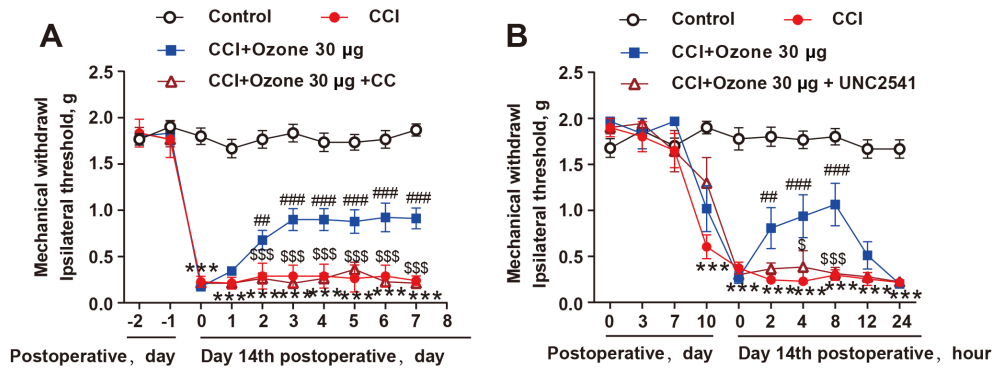 A
Control
CCI
CCI+Ozone 30 µg
CCI+Ozone 30 µg +CC
Mechanical withdrawl
Ipsilateral threshold, g
2.5
2.0
1.5
1.0
0.5
0.0
## ### ### ### ### ###
$$$ $$$ $$$ $$$ $$$ $$$
*** *** *** *** *** *** *** ***
-2 -1 0 1 2 3 4 5 6 7 8
Postoperative, day
Day 14th postoperative, day
B
Control
CCI
CCI+Ozone 30 µg
CCI+Ozone 30 µg + UNC2541
Mechanical withdrawl
Ipsilateral threshold, g
2.5
2.0
1.5
1.0
0.5
0.0
## ### ###
$ $$$
*** *** *** *** *** *** ***
0 3 7 10 0 2 4 8 12 24
Postoperative, day
Day 14th postoperative, hour